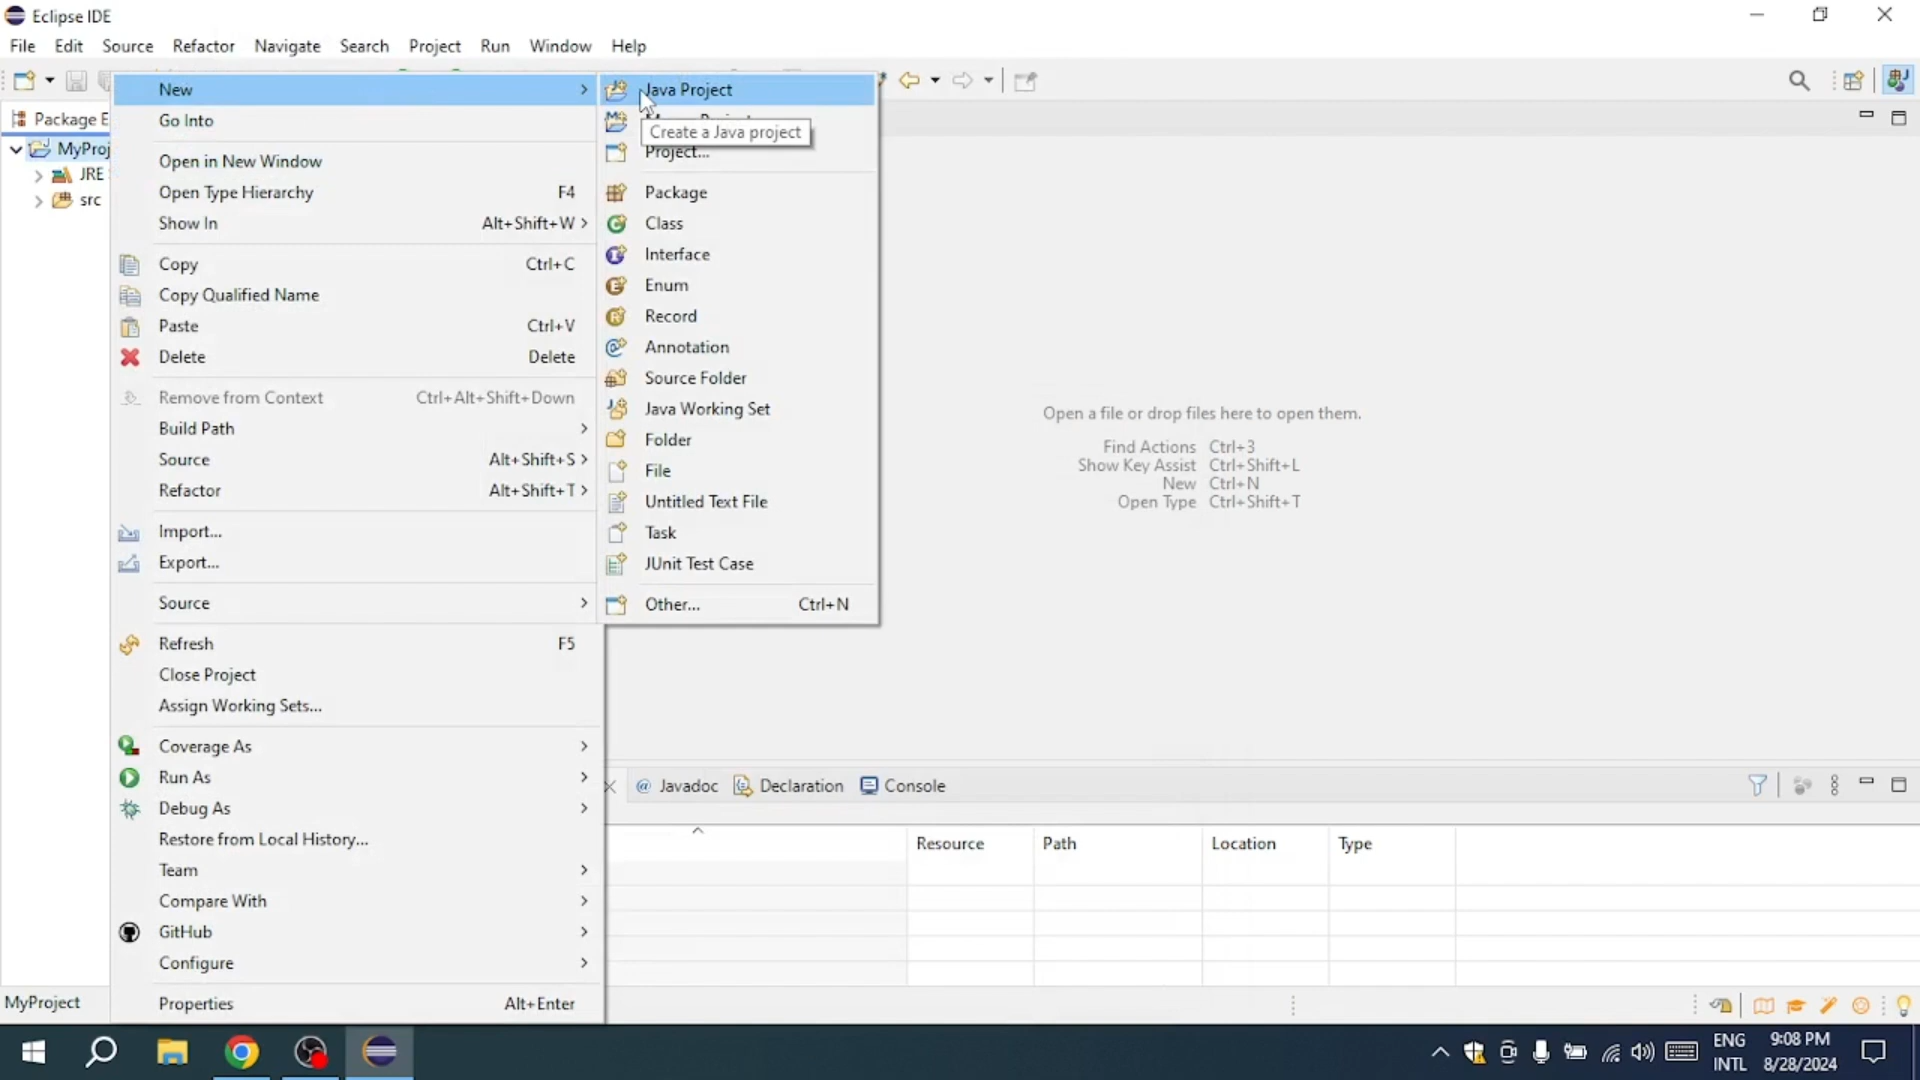 Eclipse IDE
File Edit Source Refactor Navigate Search Project Run Window Help
Package E
MyProj
JRE
src
New
Go Into
Open in New Window
Open Type Hierarchy F4
Show In Alt+Shift+W
Copy Ctrl+C
Copy Qualified Name
Paste Ctrl+V
Delete Delete
Remove from Context Ctrl+Alt+Shift+Down
Build Path
Source Alt+Shift+S
Refactor Alt+Shift+T
Import...
Export...
Source
Refresh F5
Close Project
Assign Working Sets...
Coverage As
Run As
Debug As
Restore from Local History...
Team
Compare With
GitHub
Configure
Properties Alt+Enter
Java Project
Create a Java project
Project...
Package
Class
Interface
Enum
Record
Annotation
Source Folder
Java Working Set
Folder
File
Untitled Text File
Task
JUnit Test Case
Other... Ctrl+N
Open a file or drop files here to open them.
Find Actions Ctrl+3
Show Key Assist Ctrl+Shift+L
New Ctrl+N
Open Type Ctrl+Shift+T
@ Javadoc Declaration Console
Resource Path Location Type
MyProject
ENG
INTL
9:08 PM
8/28/2024